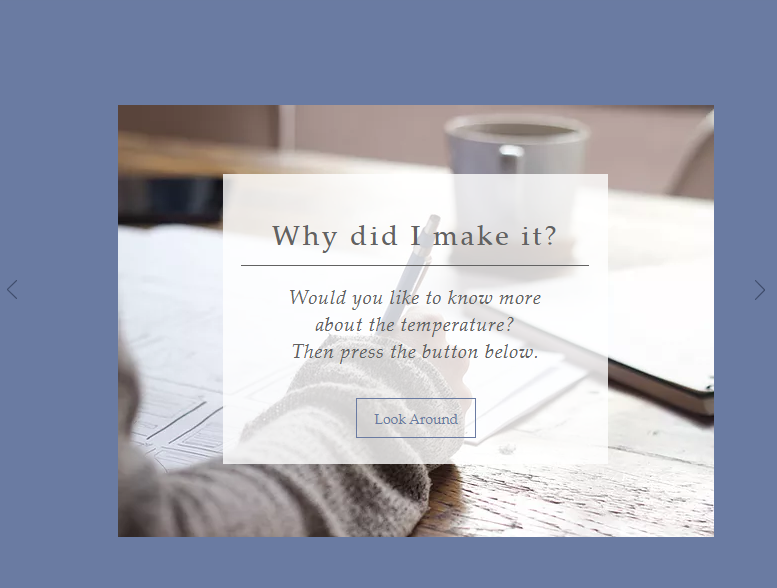 Why did I make it?
Would you like to know more
about the temperature?
Then press the button below.
Look Around